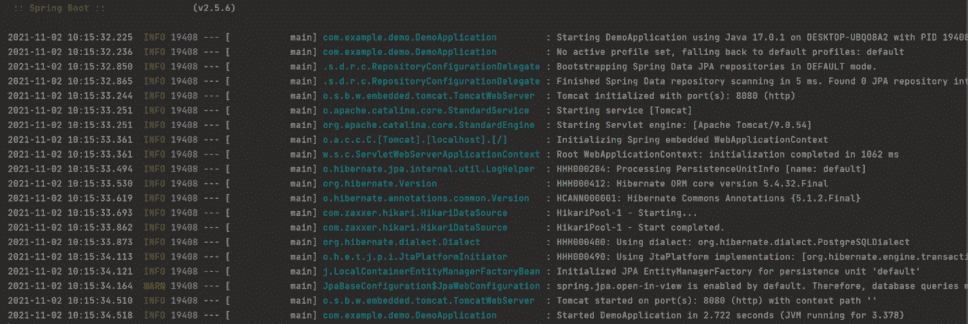 :: Spring Boot :: (v2.5.6)
2021-11-02 10:15:32.225 INFO 19408 --- [ main] com.example.demo.DemoApplication : Starting DemoApplication using Java 17.0.1 on DESKTOP-UBQO8A2 with PID 19408
2021-11-02 10:15:32.236 INFO 19408 --- [ main] com.example.demo.DemoApplication : No active profile set, falling back to default profiles: default
2021-11-02 10:15:32.850 INFO 19408 --- [ main] .s.d.r.c.RepositoryConfigurationDelegate : Bootstrapping Spring Data JPA repositories in DEFAULT mode.
2021-11-02 10:15:32.865 INFO 19408 --- [ main] .s.d.r.c.RepositoryConfigurationDelegate : Finished Spring Data repository scanning in 5 ms. Found 0 JPA repository int
2021-11-02 10:15:33.244 INFO 19408 --- [ main] o.s.b.w.embedded.tomcat.TomcatWebServer : Tomcat initialized with port(s): 8080 (http)
2021-11-02 10:15:33.251 INFO 19408 --- [ main] o.apache.catalina.core.StandardService : Starting service [Tomcat]
2021-11-02 10:15:33.251 INFO 19408 --- [ main] org.apache.catalina.core.StandardEngine : Starting Servlet engine: [Apache Tomcat/9.0.54]
2021-11-02 10:15:33.361 INFO 19408 --- [ main] o.a.c.c.C.[Tomcat].[localhost].[/] : Initializing Spring embedded WebApplicationContext
2021-11-02 10:15:33.361 INFO 19408 --- [ main] w.s.c.ServletWebServerApplicationContext : Root WebApplicationContext: initialization completed in 1062 ms
2021-11-02 10:15:33.494 INFO 19408 --- [ main] o.hibernate.jpa.internal.util.LogHelper : HHH000204: Processing PersistenceUnitInfo [name: default]
2021-11-02 10:15:33.530 INFO 19408 --- [ main] org.hibernate.Version : HHH000412: Hibernate ORM core version 5.4.32.Final
2021-11-02 10:15:33.619 INFO 19408 --- [ main] o.hibernate.annotations.common.Version : HCANN000001: Hibernate Commons Annotations {5.1.2.Final}
2021-11-02 10:15:33.693 INFO 19408 --- [ main] com.zaxxer.hikari.HikariDataSource : HikariPool-1 - Starting...
2021-11-02 10:15:33.862 INFO 19408 --- [ main] com.zaxxer.hikari.HikariDataSource : HikariPool-1 - Start completed.
2021-11-02 10:15:33.873 INFO 19408 --- [ main] org.hibernate.dialect.Dialect : HHH000400: Using dialect: org.hibernate.dialect.PostgreSQLDialect
2021-11-02 10:15:34.113 INFO 19408 --- [ main] o.h.e.t.j.p.i.JtaPlatformInitiator : HHH000490: Using JtaPlatform implementation: [org.hibernate.engine.transacti
2021-11-02 10:15:34.121 INFO 19408 --- [ main] j.LocalContainerEntityManagerFactoryBean : Initialized JPA EntityManagerFactory for persistence unit 'default'
2021-11-02 10:15:34.164 WARN 19408 --- [ main] JpaBaseConfiguration$JpaWebConfiguration : spring.jpa.open-in-view is enabled by default. Therefore, database queries m
2021-11-02 10:15:34.510 INFO 19408 --- [ main] o.s.b.w.embedded.tomcat.TomcatWebServer : Tomcat started on port(s): 8080 (http) with context path ''
2021-11-02 10:15:34.518 INFO 19408 --- [ main] com.example.demo.DemoApplication : Started DemoApplication in 2.722 seconds (JVM running for 3.378)